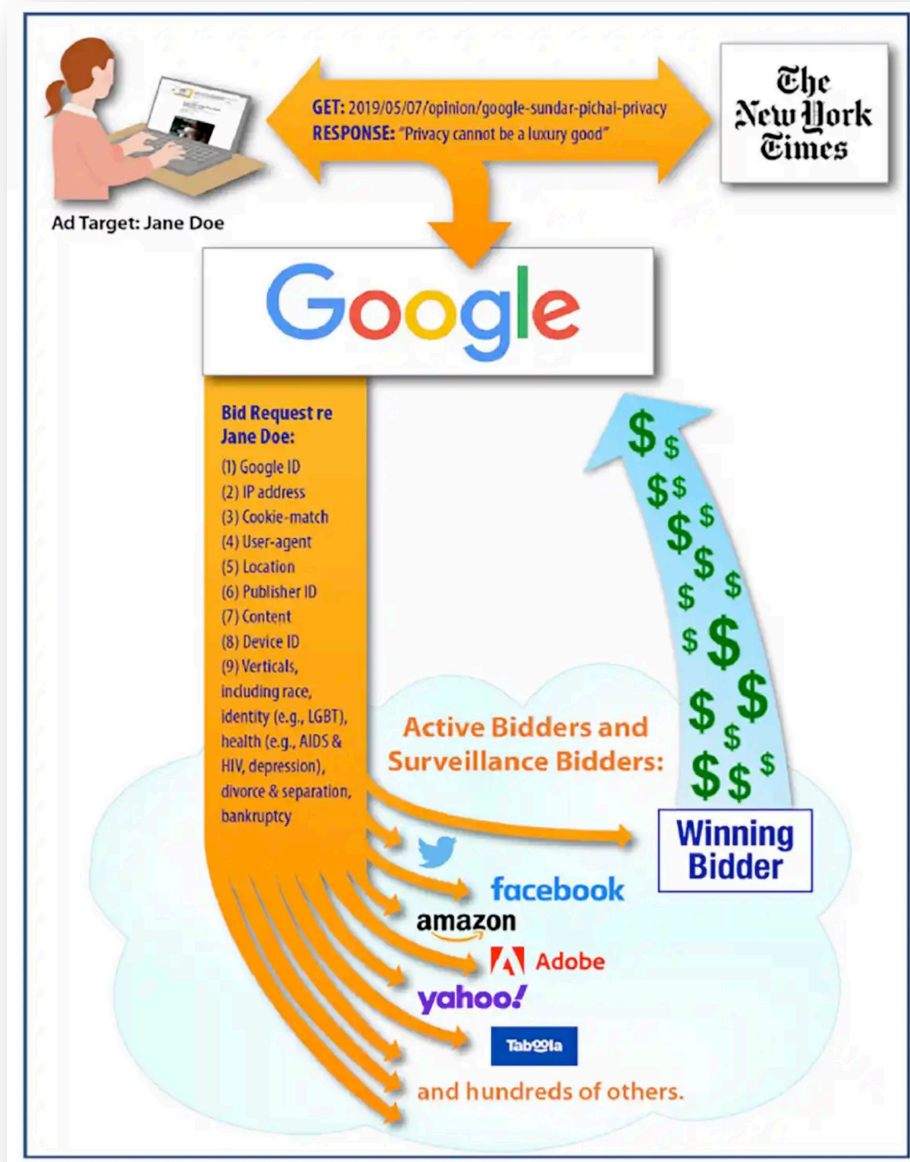 GET: 2019/05/07/opinion/google-sundar-pichai-privacy
RESPONSE: "Privacy cannot be a luxury good"
The
New York
Times
Ad Target: Jane Doe
Google
Bid Request re
Jane Doe:
(1) Google ID
(2) IP address
(3) Cookie-match
(4) User-agent
(5) Location
(6) Publisher ID
(7) Content
(8) Device ID
(9) Verticals,
including race,
identity (e.g., LGBT),
health (e.g., AIDS &
HIV, depression),
divorce & separation,
bankruptcy
$ $
$ $
$ $
$
$ $
$ $
$ $
$
$ $ $
Active Bidders and
Surveillance Bidders:
Winning
Bidder
facebook
amazon
Adobe
yahoo!
Taboola
and hundreds of others.